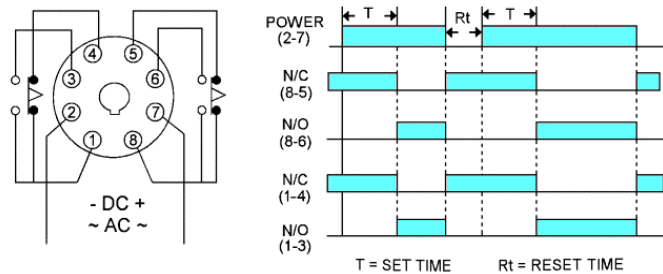 4 5
3 6
2 7
1 8
- DC +
~ AC ~
T Rt T
POWER
(2-7)
N/C
(8-5)
N/O
(8-6)
N/C
(1-4)
N/O
(1-3)
T = SET TIME Rt = RESET TIME